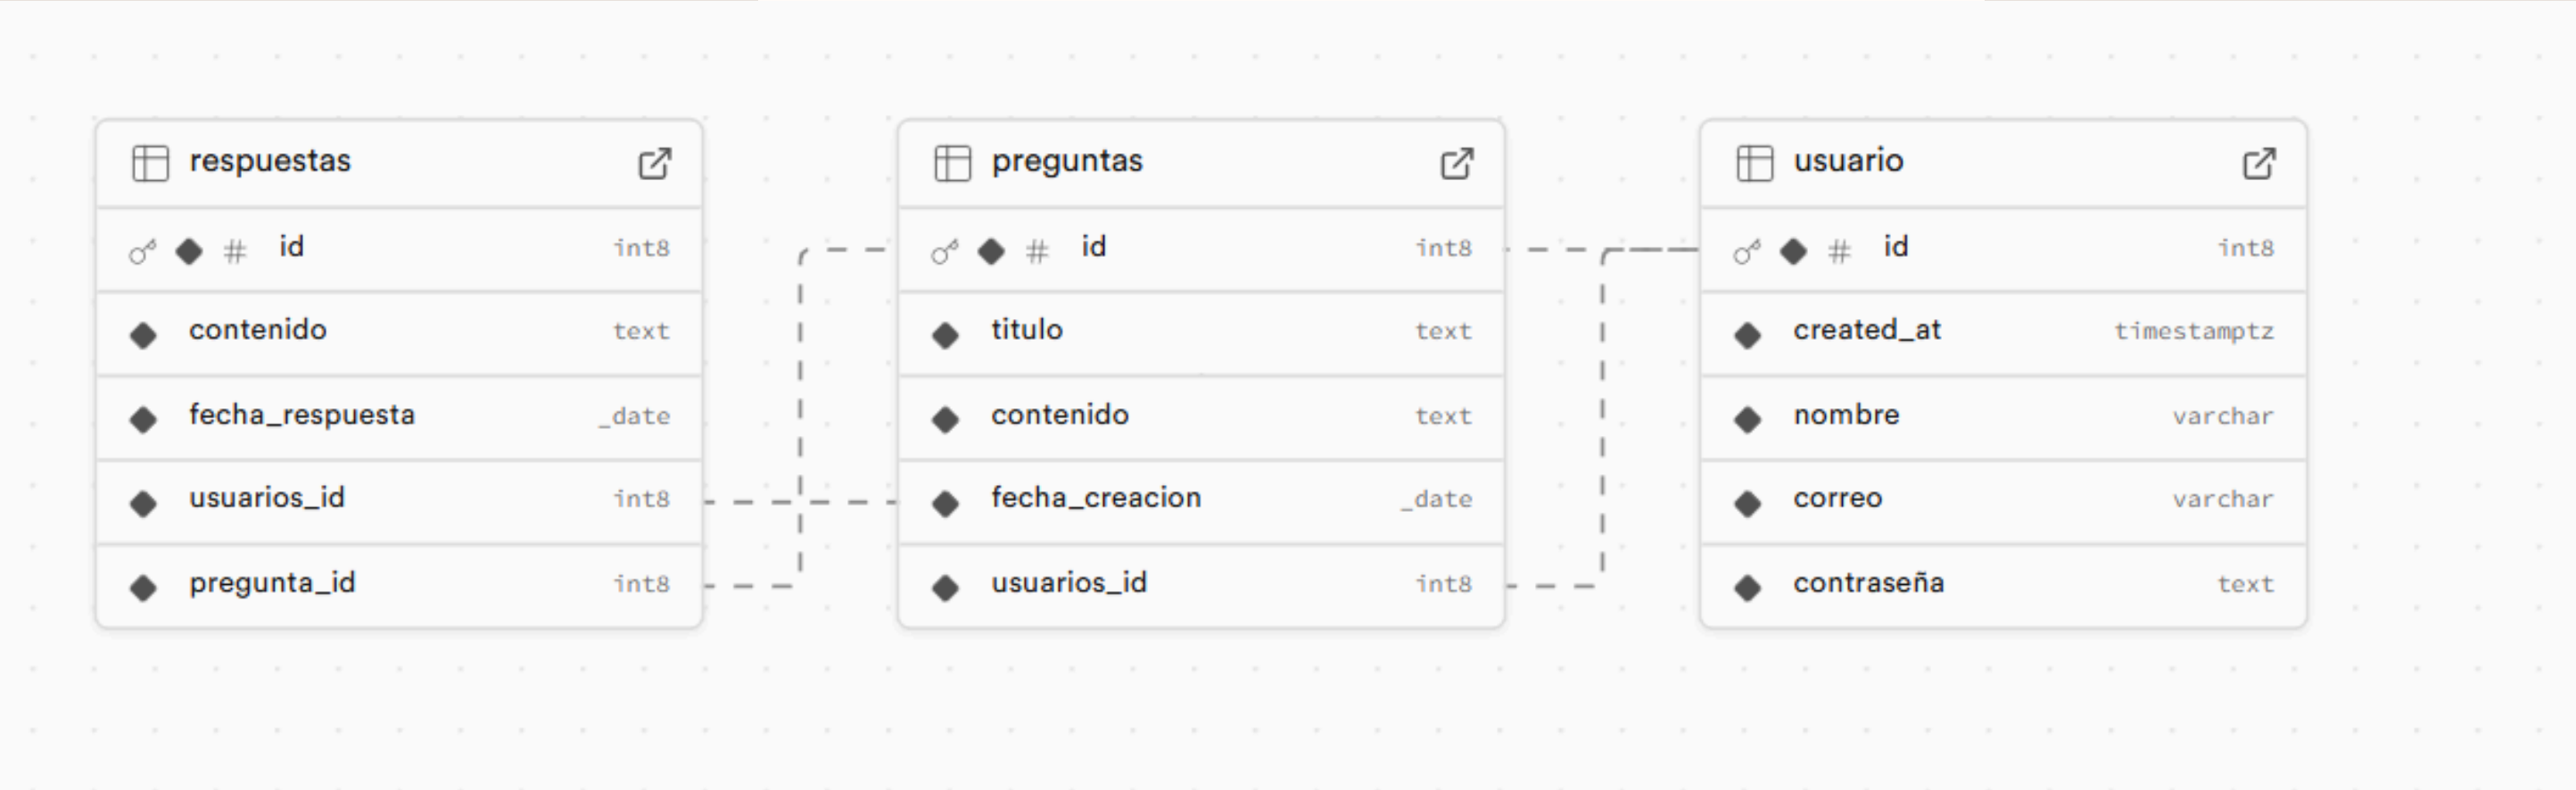 respuestas
# id int8
contenido text
fecha_respuesta _date
usuarios_id int8
pregunta_id int8
preguntas
# id int8
titulo text
contenido text
fecha_creacion _date
usuarios_id int8
usuario
# id int8
created_at timestamptz
nombre varchar
correo varchar
contraseña text